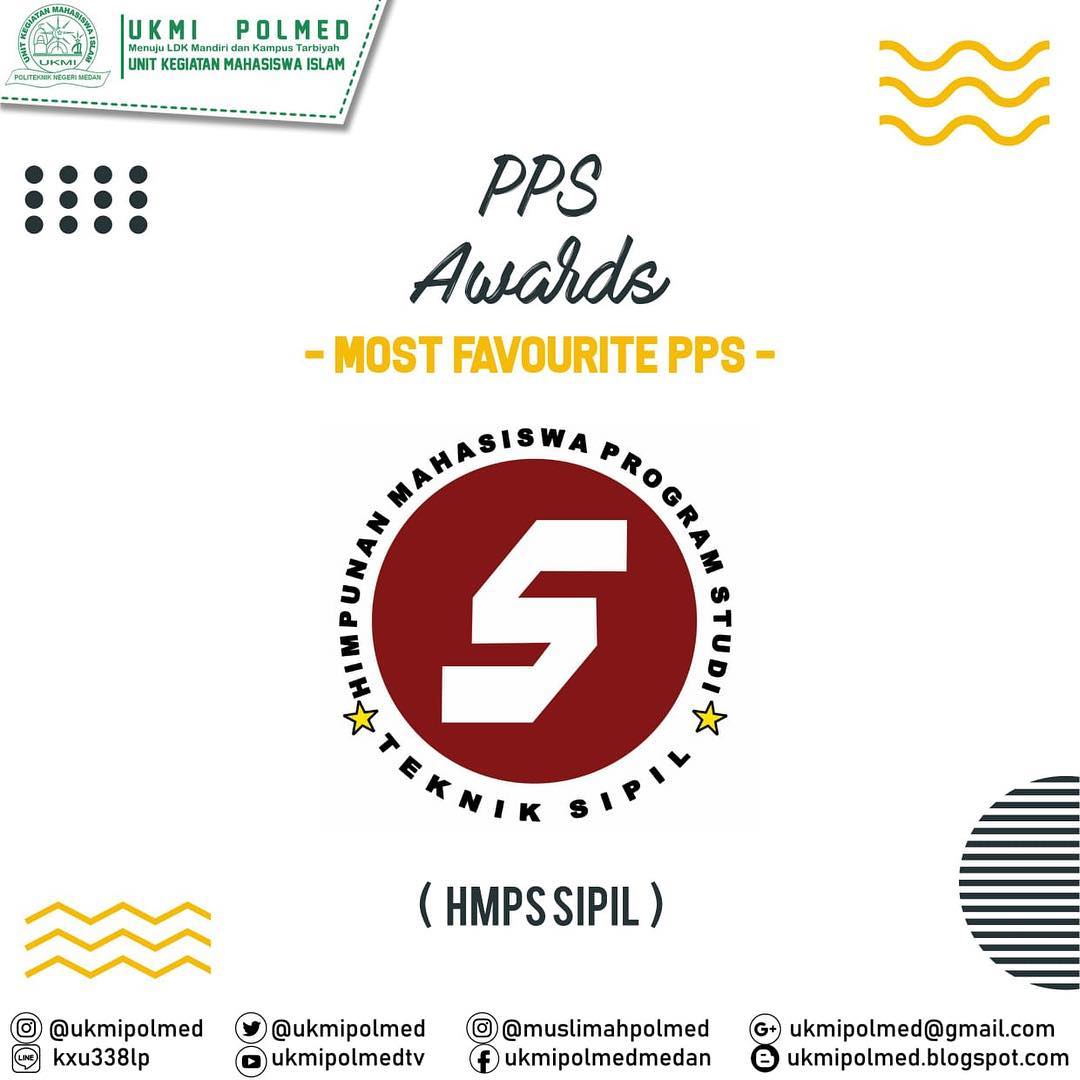 UNIT KEGIATAN MAHASISWA ISLAM
UKMI
POLITEKNIK NEGERI MEDAN
UKMI POLMED
Menuju LDK Mandiri dan Kampus Tarbiyah
UNIT KEGIATAN MAHASISWA ISLAM
PPS
Awards
- MOST FAVOURITE PPS -
HIMPUNAN MAHASISWA PROGRAM STUDI
TEKNIK SIPIL
( HMPS SIPIL )
@ukmipolmed @ukmipolmed @muslimahpolmed G+ ukmipolmed@gmail.com
LINE kxu338lp ukmipolmedtv ukmipolmedmedan ukmipolmed.blogspot.com